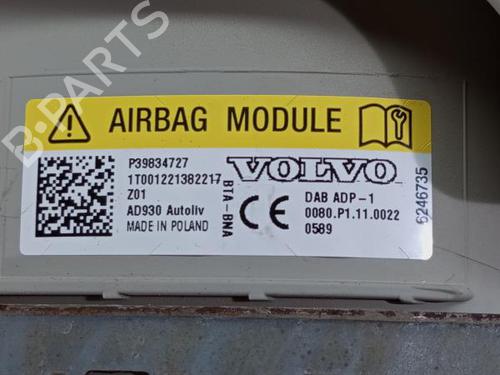 AIRBAG MODULE
P39834727
1T001221382217
Z01
AD930 Autoliv
MADE IN POLAND
BTA-BNA
VOLVO
CE
DAB ADP-1
0080.P1.11.0022
0589
6246735
B-PARTS